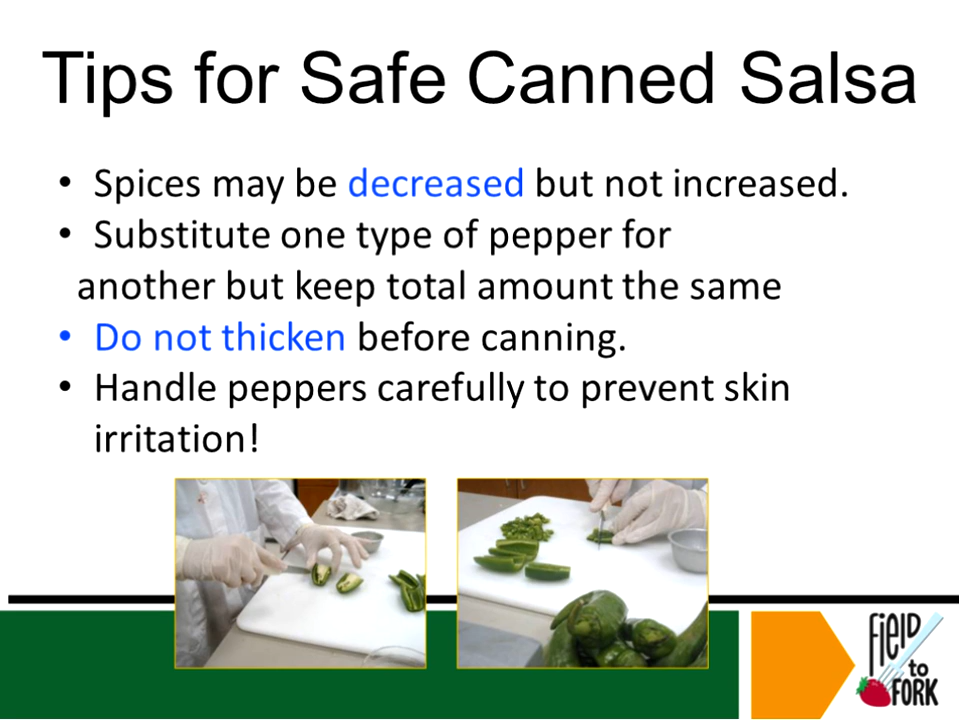 Tips for Safe Canned Salsa
• Spices may be decreased but not increased.
• Substitute one type of pepper for
another but keep total amount the same
• Do not thicken before canning.
• Handle peppers carefully to prevent skin
irritation!
FiElD
to
FORK